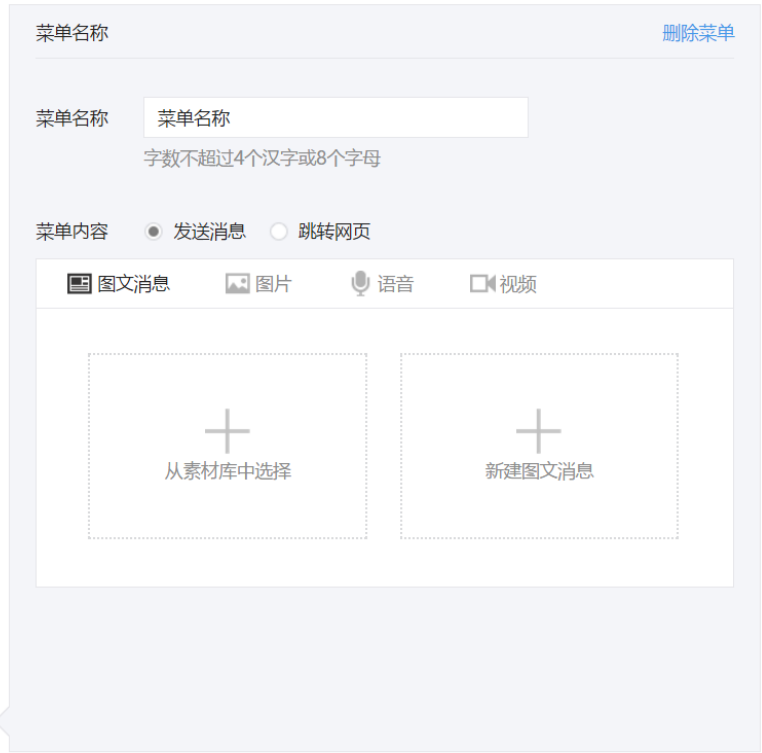 菜单名称 删除菜单
菜单名称 菜单名称
字数不超过4个汉字或8个字母
菜单内容 发送消息 跳转网页
图文消息 图片 语音 视频
从素材库中选择 新建图文消息